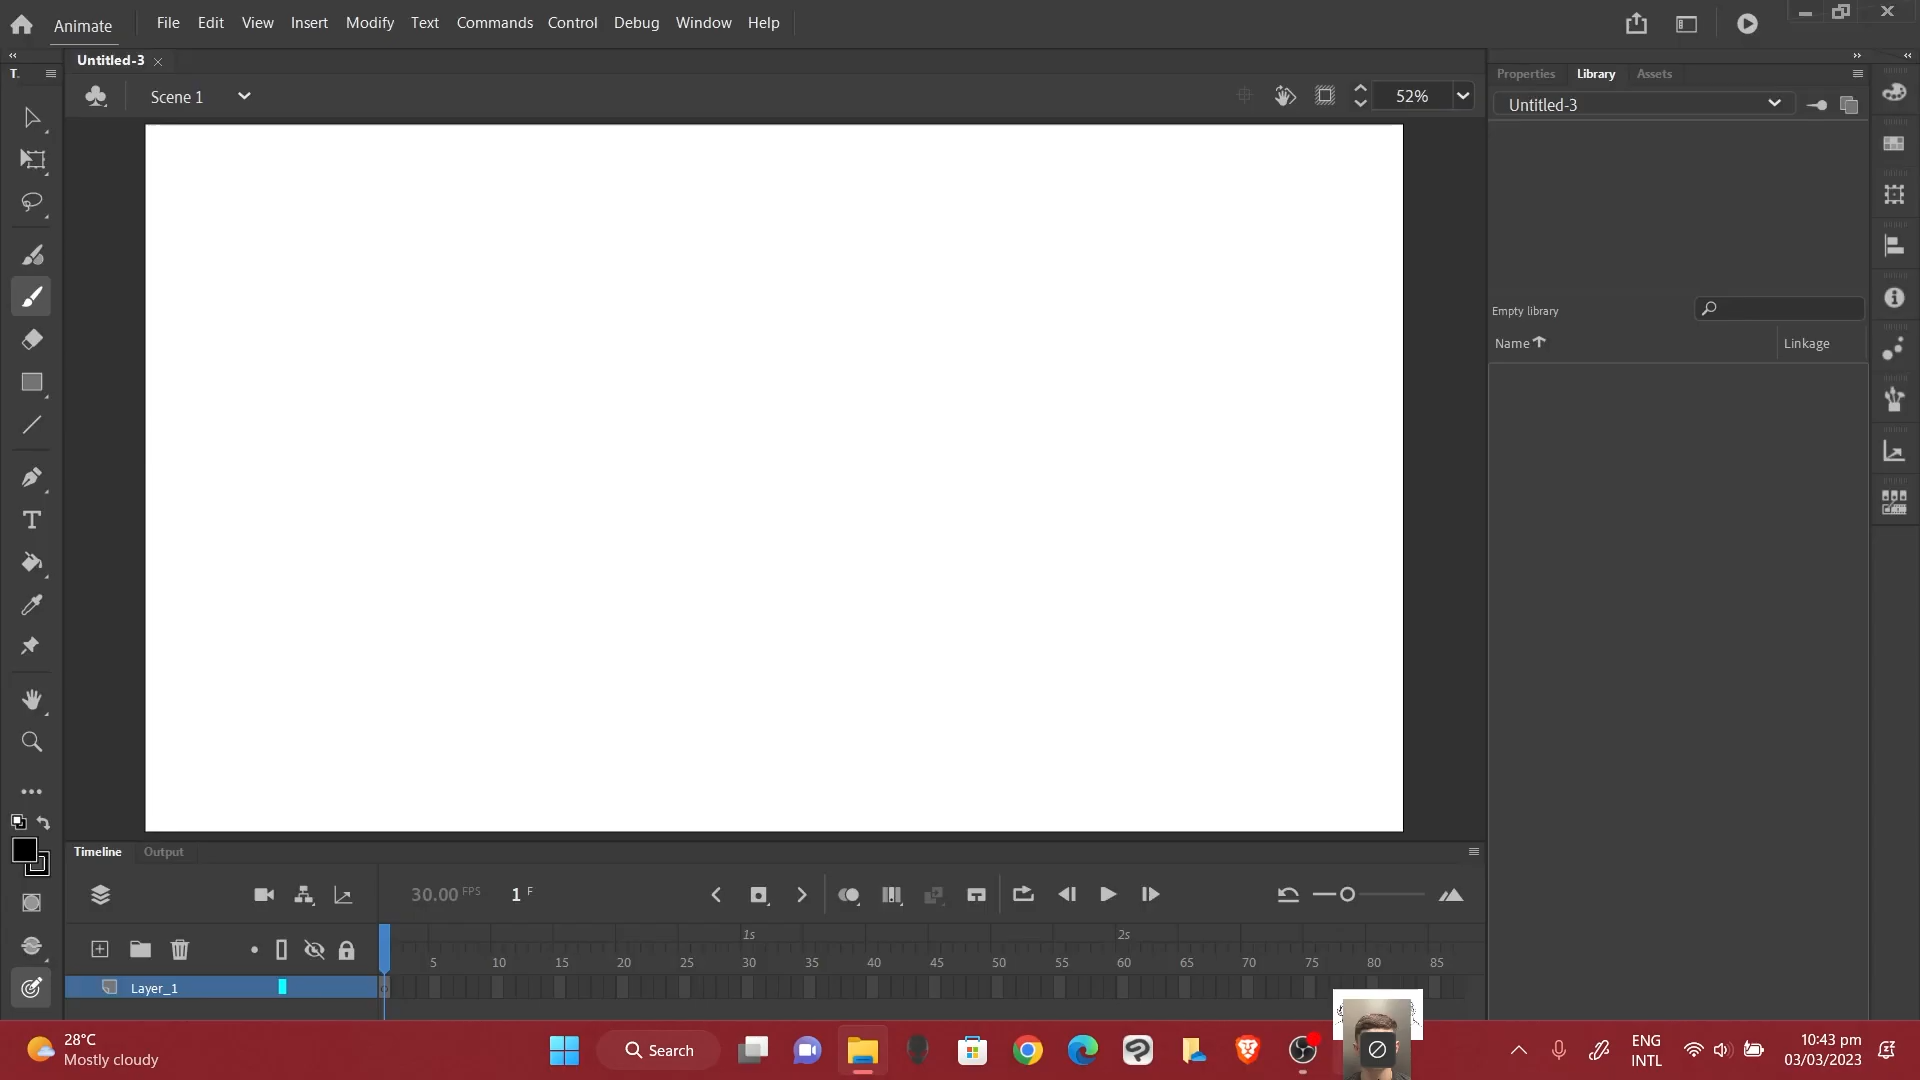 Animate
File Edit View Insert Modify Text Commands Control Debug Window Help
T.
Untitled-3
Scene 1
52%
Properties Library Assets
Untitled-3
Empty library
Name Linkage
Timeline Output
30.00 FPS 1 F
1s 2s
5 10 15 20 25 30 35 40 45 50 55 60 65 70 75 80 85
Layer_1
28°C
Mostly cloudy
Search
ENG
INTL
10:43 pm
03/03/2023